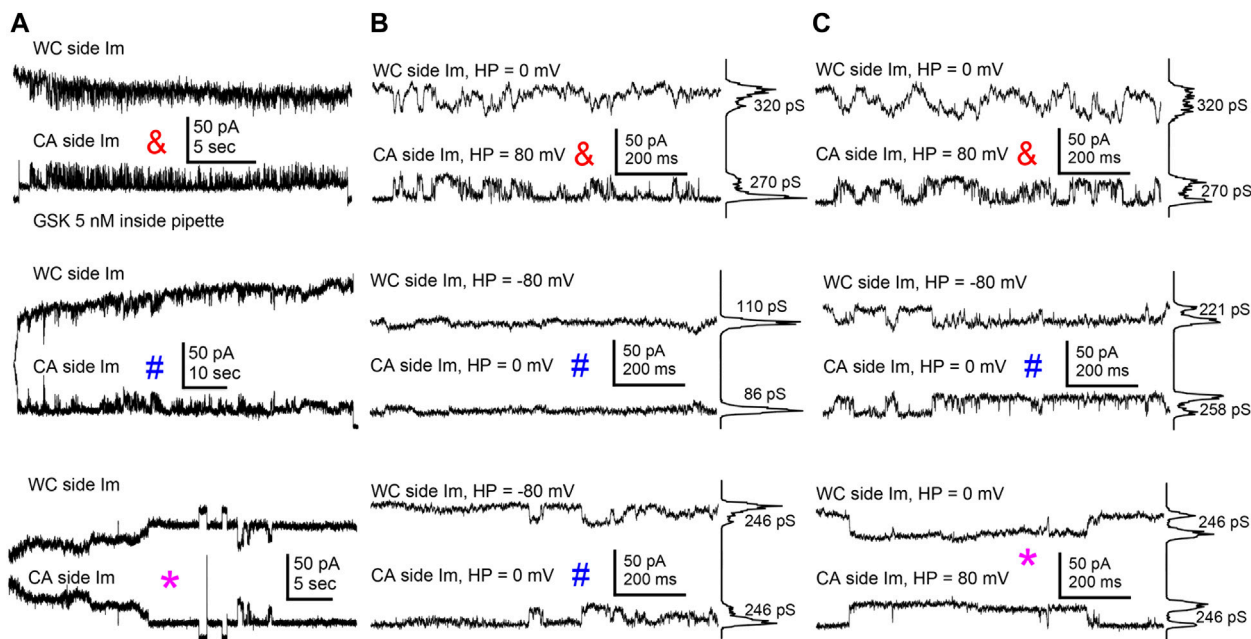 A
WC side Im
CA side Im
&
50 pA
5 sec
GSK 5 nM inside pipette
WC side Im
CA side Im
#
50 pA
10 sec
WC side Im
CA side Im
*
50 pA
5 sec
B
WC side Im, HP = 0 mV
320 pS
CA side Im, HP = 80 mV
&
50 pA
200 ms
270 pS
WC side Im, HP = -80 mV
110 pS
CA side Im, HP = 0 mV
#
50 pA
200 ms
86 pS
WC side Im, HP = -80 mV
246 pS
CA side Im, HP = 0 mV
#
50 pA
200 ms
246 pS
C
WC side Im, HP = 0 mV
320 pS
CA side Im, HP = 80 mV
&
50 pA
200 ms
270 pS
WC side Im, HP = -80 mV
221 pS
CA side Im, HP = 0 mV
#
50 pA
200 ms
258 pS
WC side Im, HP = 0 mV
246 pS
*
CA side Im, HP = 80 mV
50 pA
200 ms
246 pS